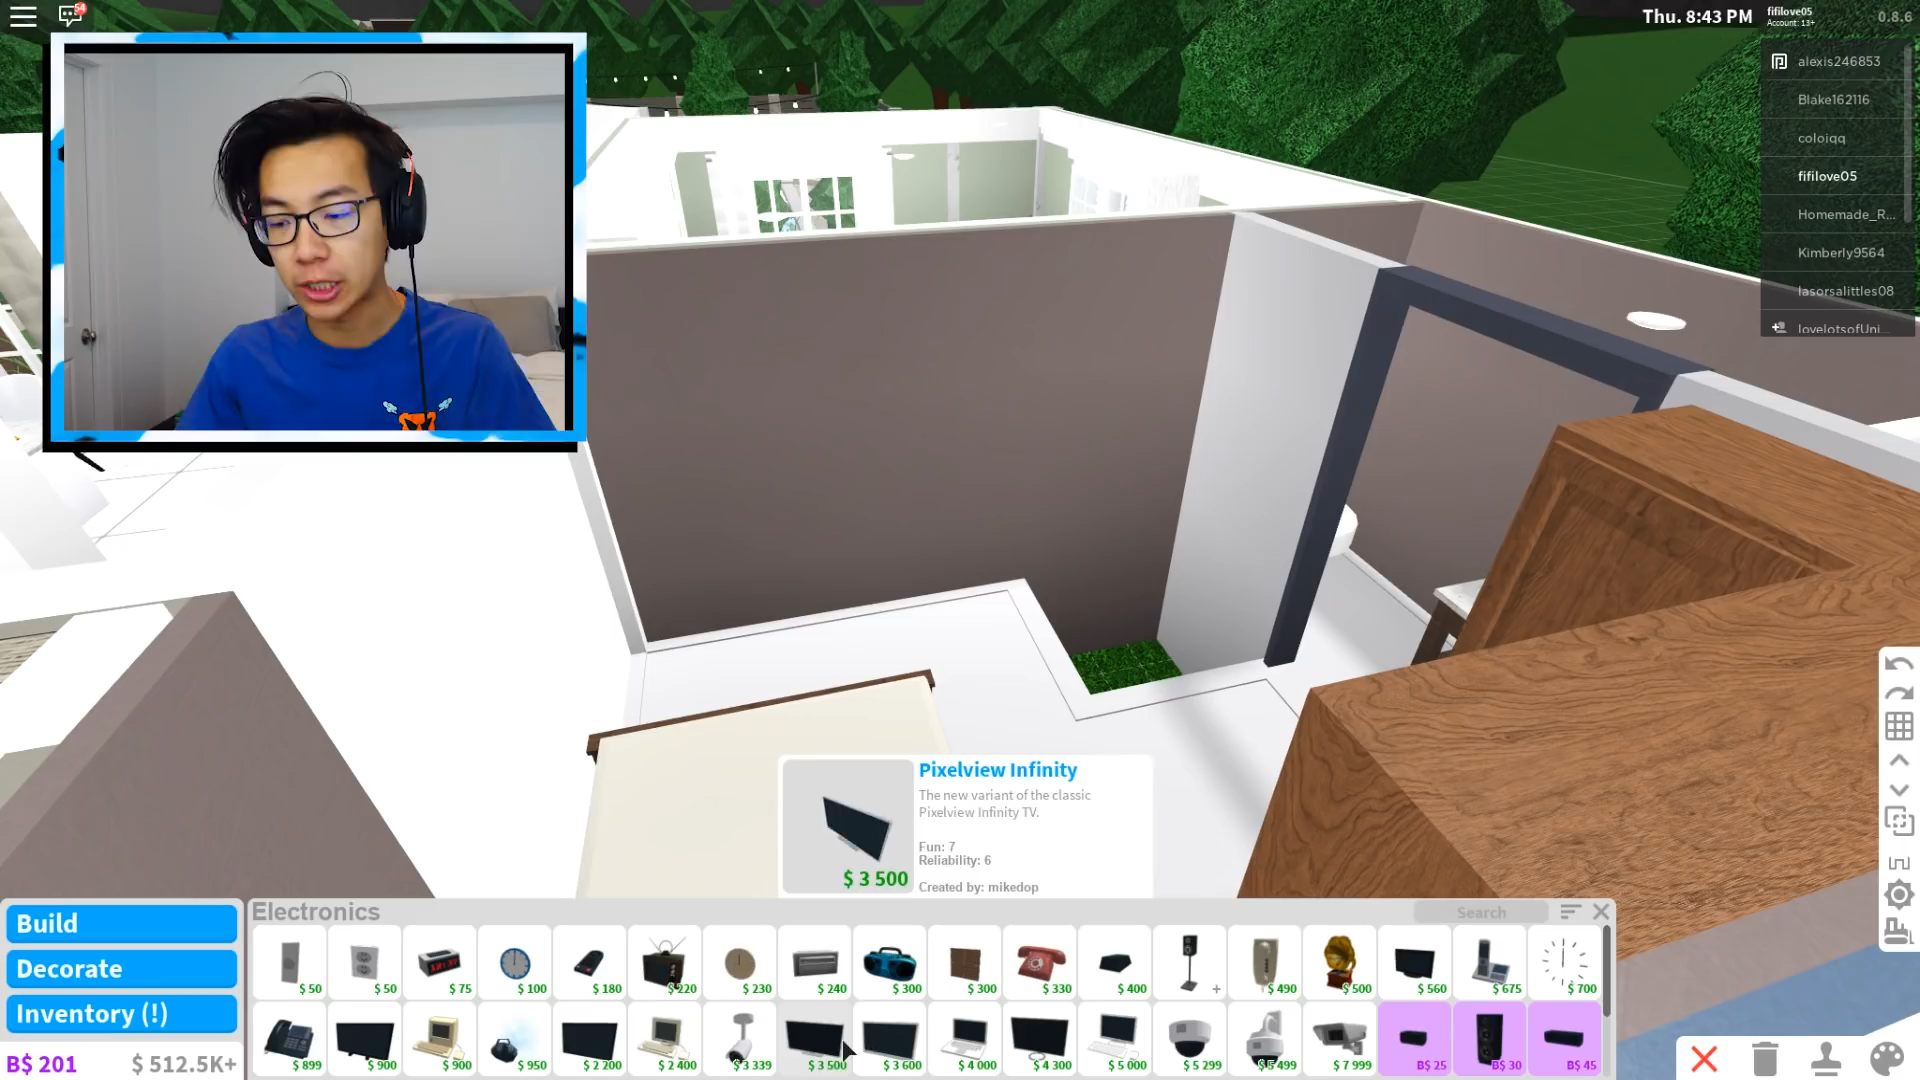 54
Thu. 8:43 PM
fifilove05
Account: 13+
0.8.6
alexis246853
Blake162116
coloiqq
fifilove05
Homemade_R...
Kimberly9564
lasorsalittles08
lovelotsofUni...
Pixelview Infinity
The new variant of the classic
Pixelview Infinity TV.
Fun: 7
Reliability: 6
$ 3 500
Created by: mikedop
Build
Decorate
Inventory (!)
B$ 201
$ 512.5K+
Electronics
Search
$ 50
$ 50
$ 75
$ 100
$ 180
$ 220
$ 230
$ 240
$ 300
$ 300
$ 330
$ 400
+
$ 490
$ 500
$ 560
$ 675
$ 700
$ 899
$ 900
$ 900
$ 950
$ 2 200
$ 2 400
$ 3 339
$ 3 500
$ 3 600
$ 4 000
$ 4 300
$ 5 000
$ 5 299
$ 5 499
$ 7 999
B$ 25
B$ 30
B$ 45